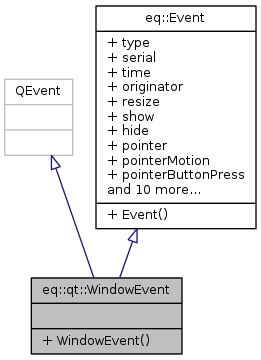 eq::Event
+ type
+ serial
+ time
+ originator
+ resize
+ show
+ hide
+ pointer
+ pointerMotion
+ pointerButtonPress
and 10 more...
+ Event()
QEvent
eq::qt::WindowEvent
+ WindowEvent()